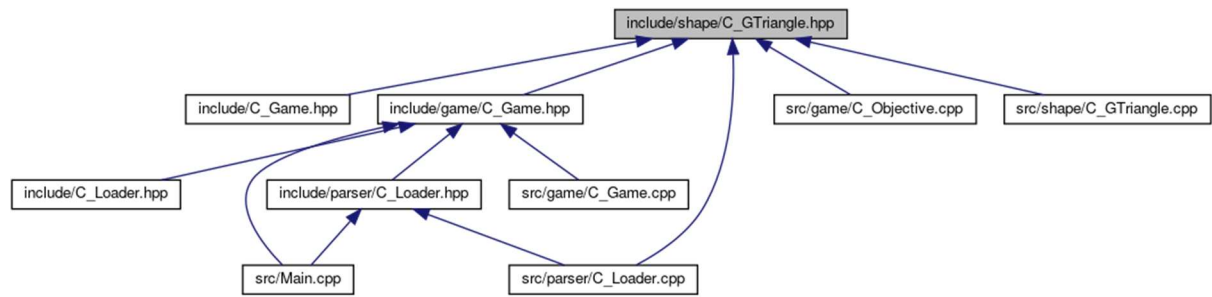 include/shape/C_GTriangle.hpp
include/C_Game.hpp
include/game/C_Game.hpp
src/game/C_Objective.cpp
src/shape/C_GTriangle.cpp
include/C_Loader.hpp
include/parser/C_Loader.hpp
src/game/C_Game.cpp
src/Main.cpp
src/parser/C_Loader.cpp